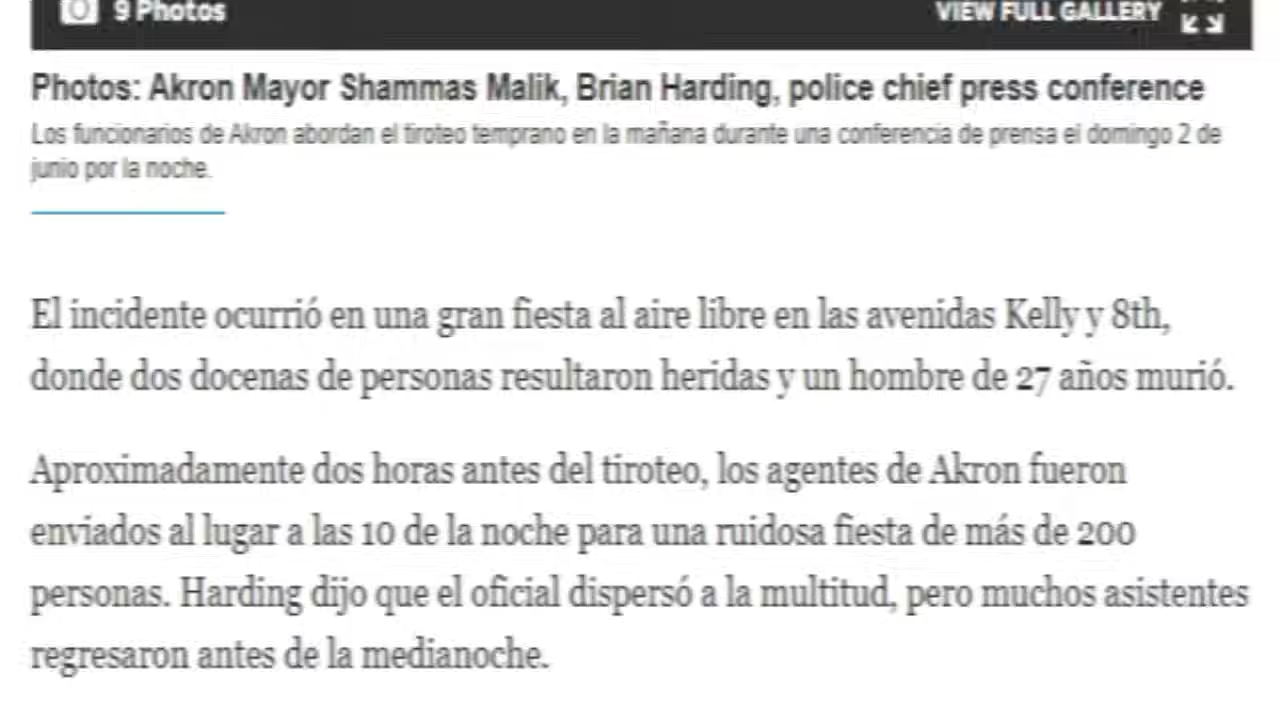 9 Photos VIEW FULL GALLERY
Photos: Akron Mayor Shammas Malik, Brian Harding, police chief press conference
Los funcionarios de Akron abordan el tiroteo temprano en la mañana durante una conferencia de prensa el domingo 2 de
junio por la noche.
El incidente ocurrió en una gran fiesta al aire libre en las avenidas Kelly y 8th,
donde dos docenas de personas resultaron heridas y un hombre de 27 años murió.
Aproximadamente dos horas antes del tiroteo, los agentes de Akron fueron
enviados al lugar a las 10 de la noche para una ruidosa fiesta de más de 200
personas. Harding dijo que el oficial dispersó a la multitud, pero muchos asistentes
regresaron antes de la medianoche.